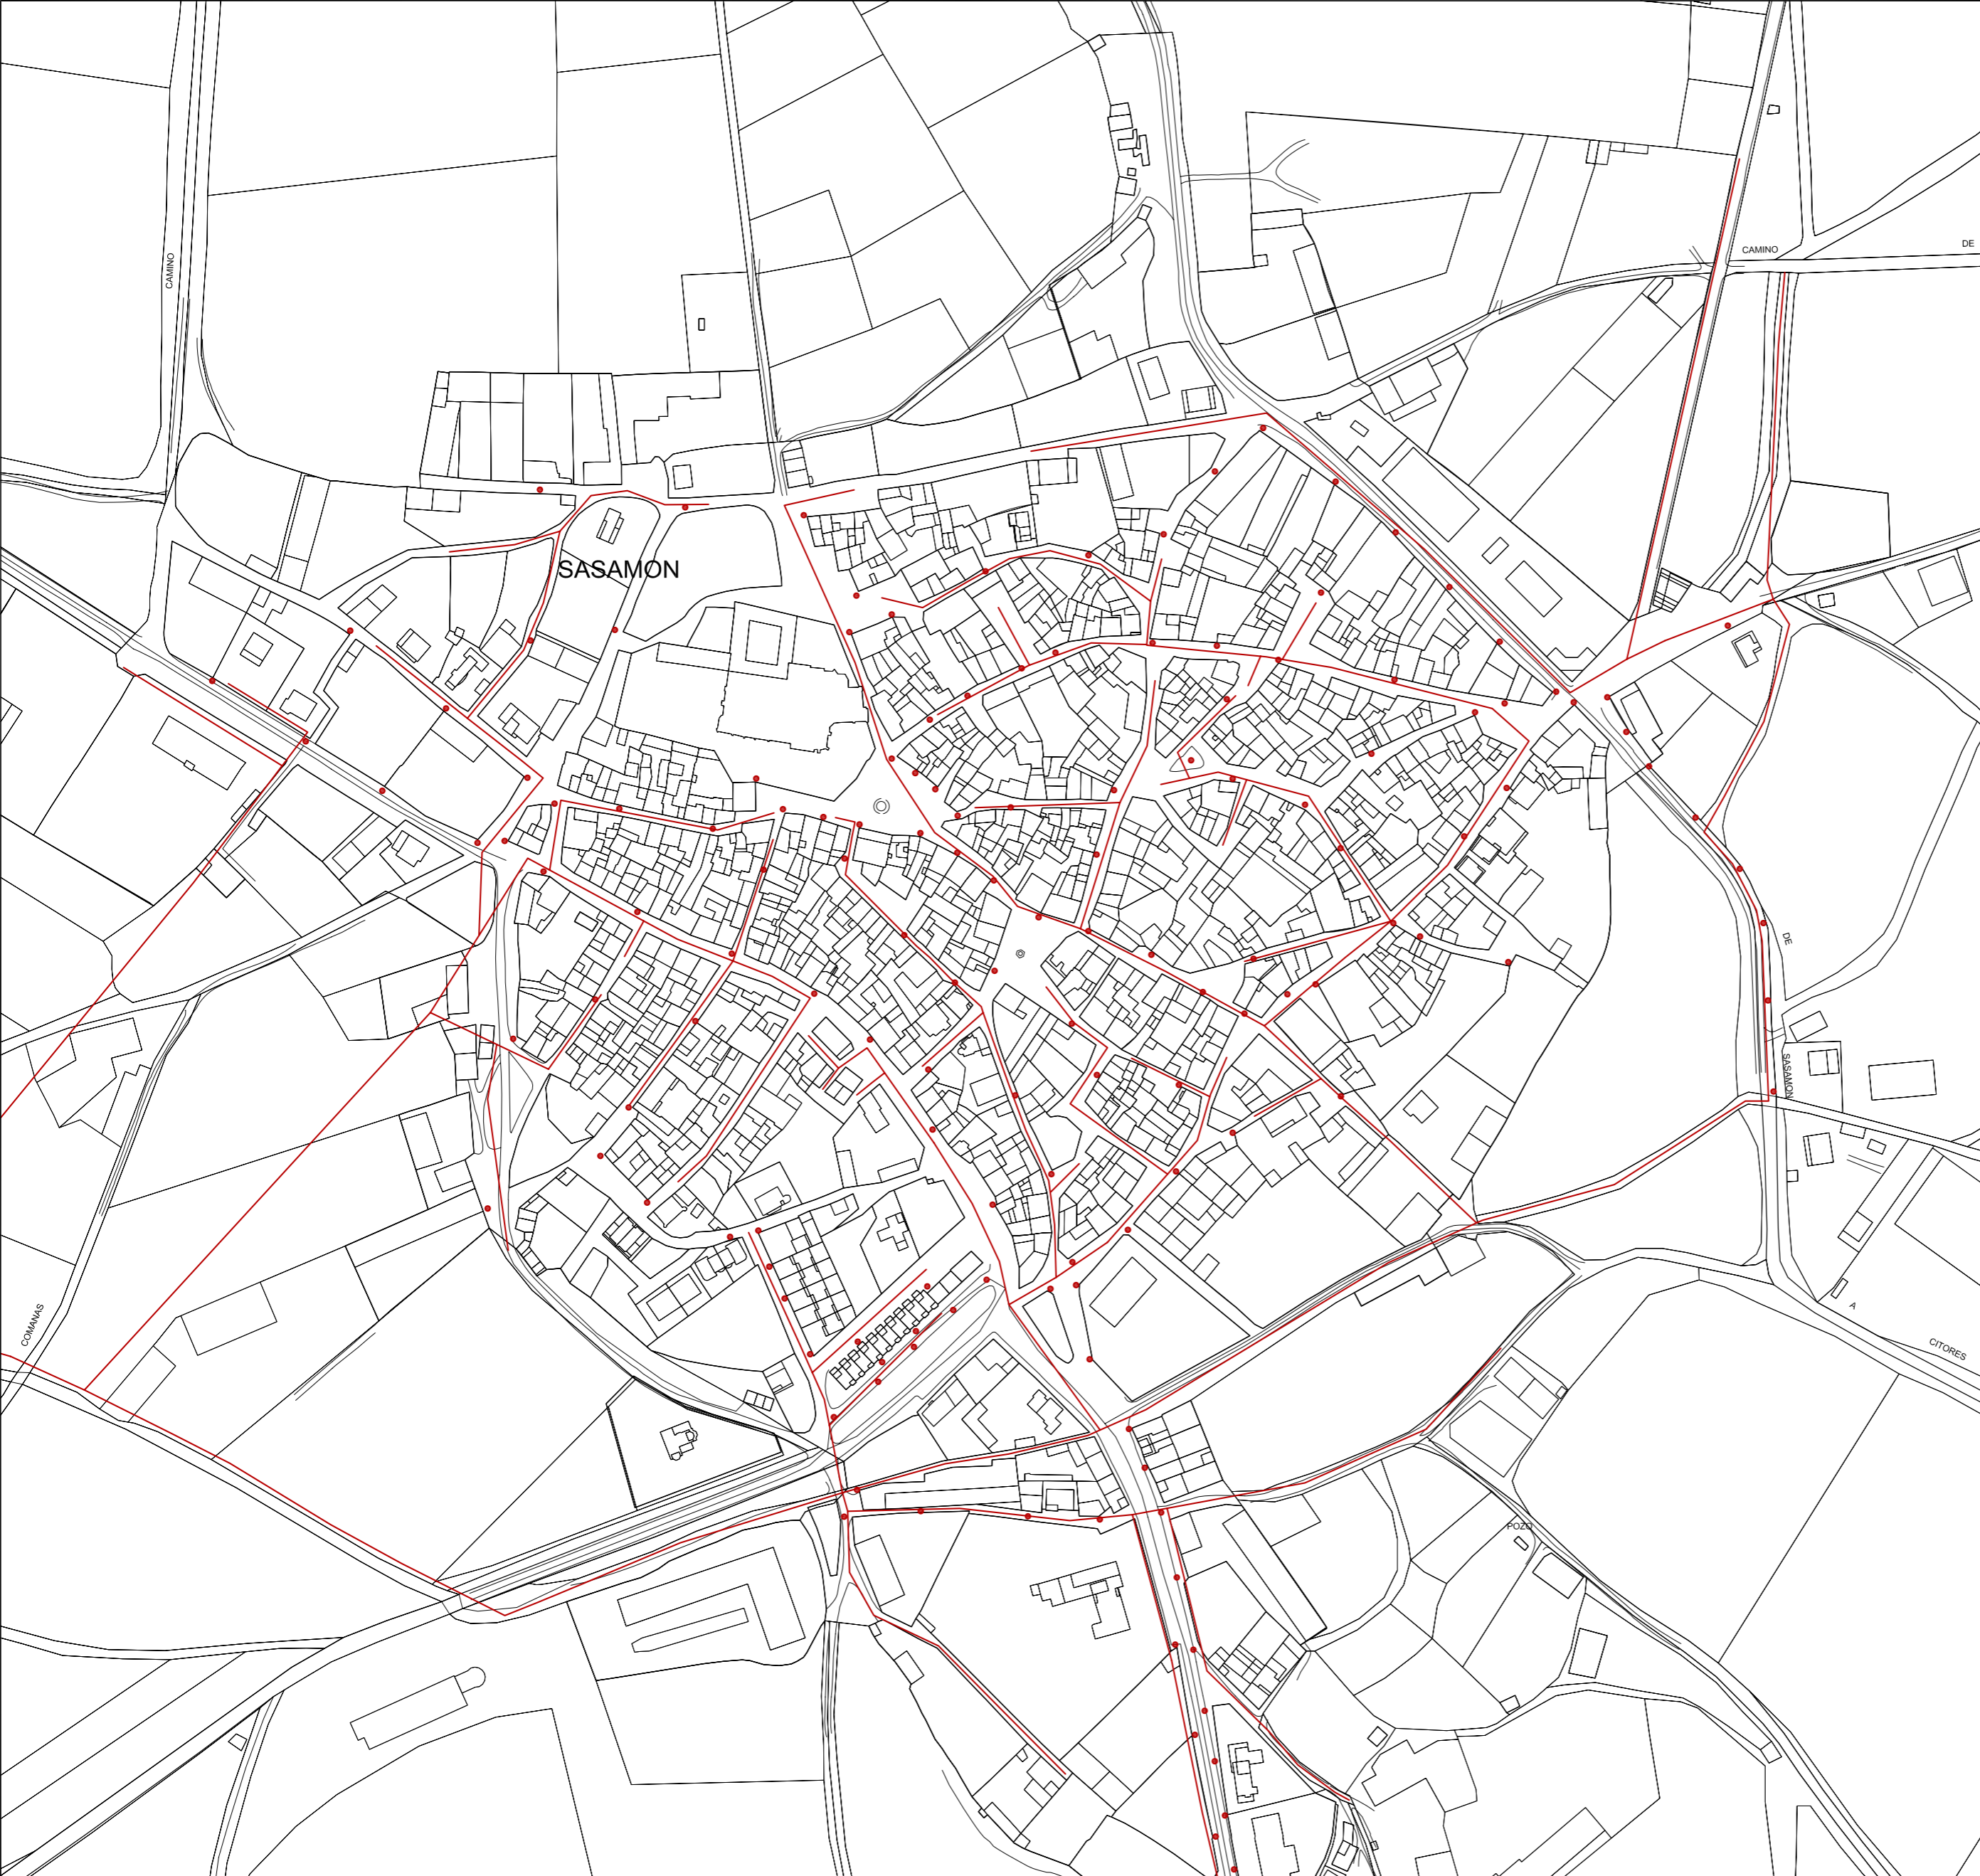 CAMINO
DE
CAMINO
SASAMON
DE
SASAMON
A
CITORES
COMANAS
POZO